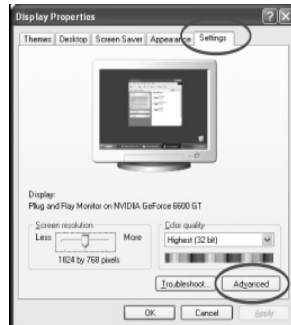 Display Properties
Themes Desktop Screen Saver Appearance Settings
Display:
Plug and Play Monitor on NVIDIA GeForce 6600 GT
Screen resolution
Less More
1024 by 768 pixels
Color quality
Highest (32 bit)
Troubleshoot... Advanced
OK Cancel Apply